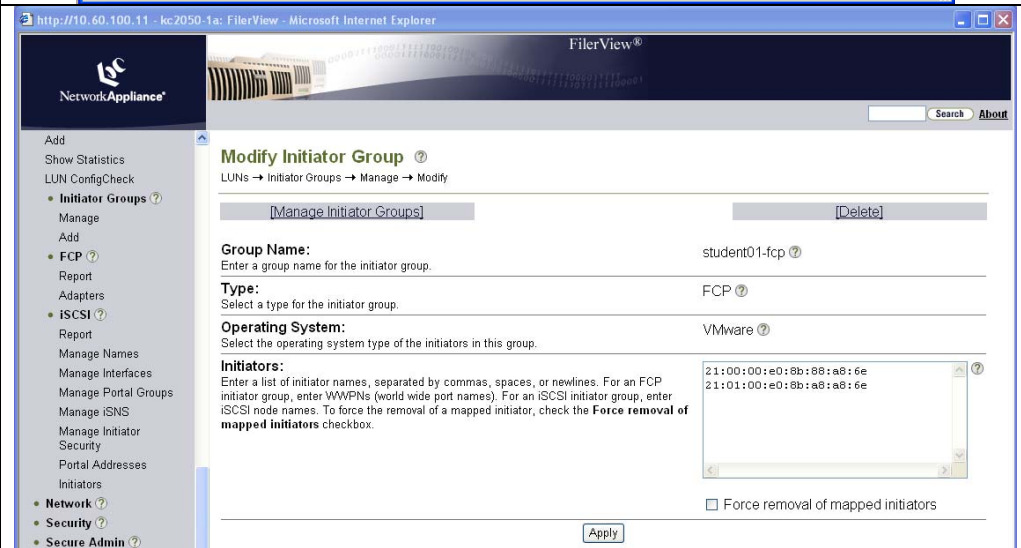 http://10.60.100.11 - kc2050-1a: FilerView - Microsoft Internet Explorer
FilerView®
NetworkAppliance®
Search About
Add
Show Statistics
LUN ConfigCheck
Initiator Groups
Manage
Add
FCP
Report
Adapters
iSCSI
Report
Manage Names
Manage Interfaces
Manage Portal Groups
Manage iSNS
Manage Initiator
Security
Portal Addresses
Initiators
Network
Security
Secure Admin
Modify Initiator Group
LUNs → Initiator Groups → Manage → Modify
[Manage Initiator Groups] [Delete]
Group Name:
Enter a group name for the initiator group.
student01-fcp
Type:
Select a type for the initiator group.
FCP
Operating System:
Select the operating system type of the initiators in this group.
VMware
Initiators:
Enter a list of initiator names, separated by commas, spaces, or newlines. For an FCP
initiator group, enter WWPNs (world wide port names). For an iSCSI initiator group, enter
iSCSI node names. To force the removal of a mapped initiator, check the Force removal of
mapped initiators checkbox.
21:00:00:e0:8b:88:a8:6e
21:01:00:e0:8b:a8:a8:6e
Force removal of mapped initiators
Apply